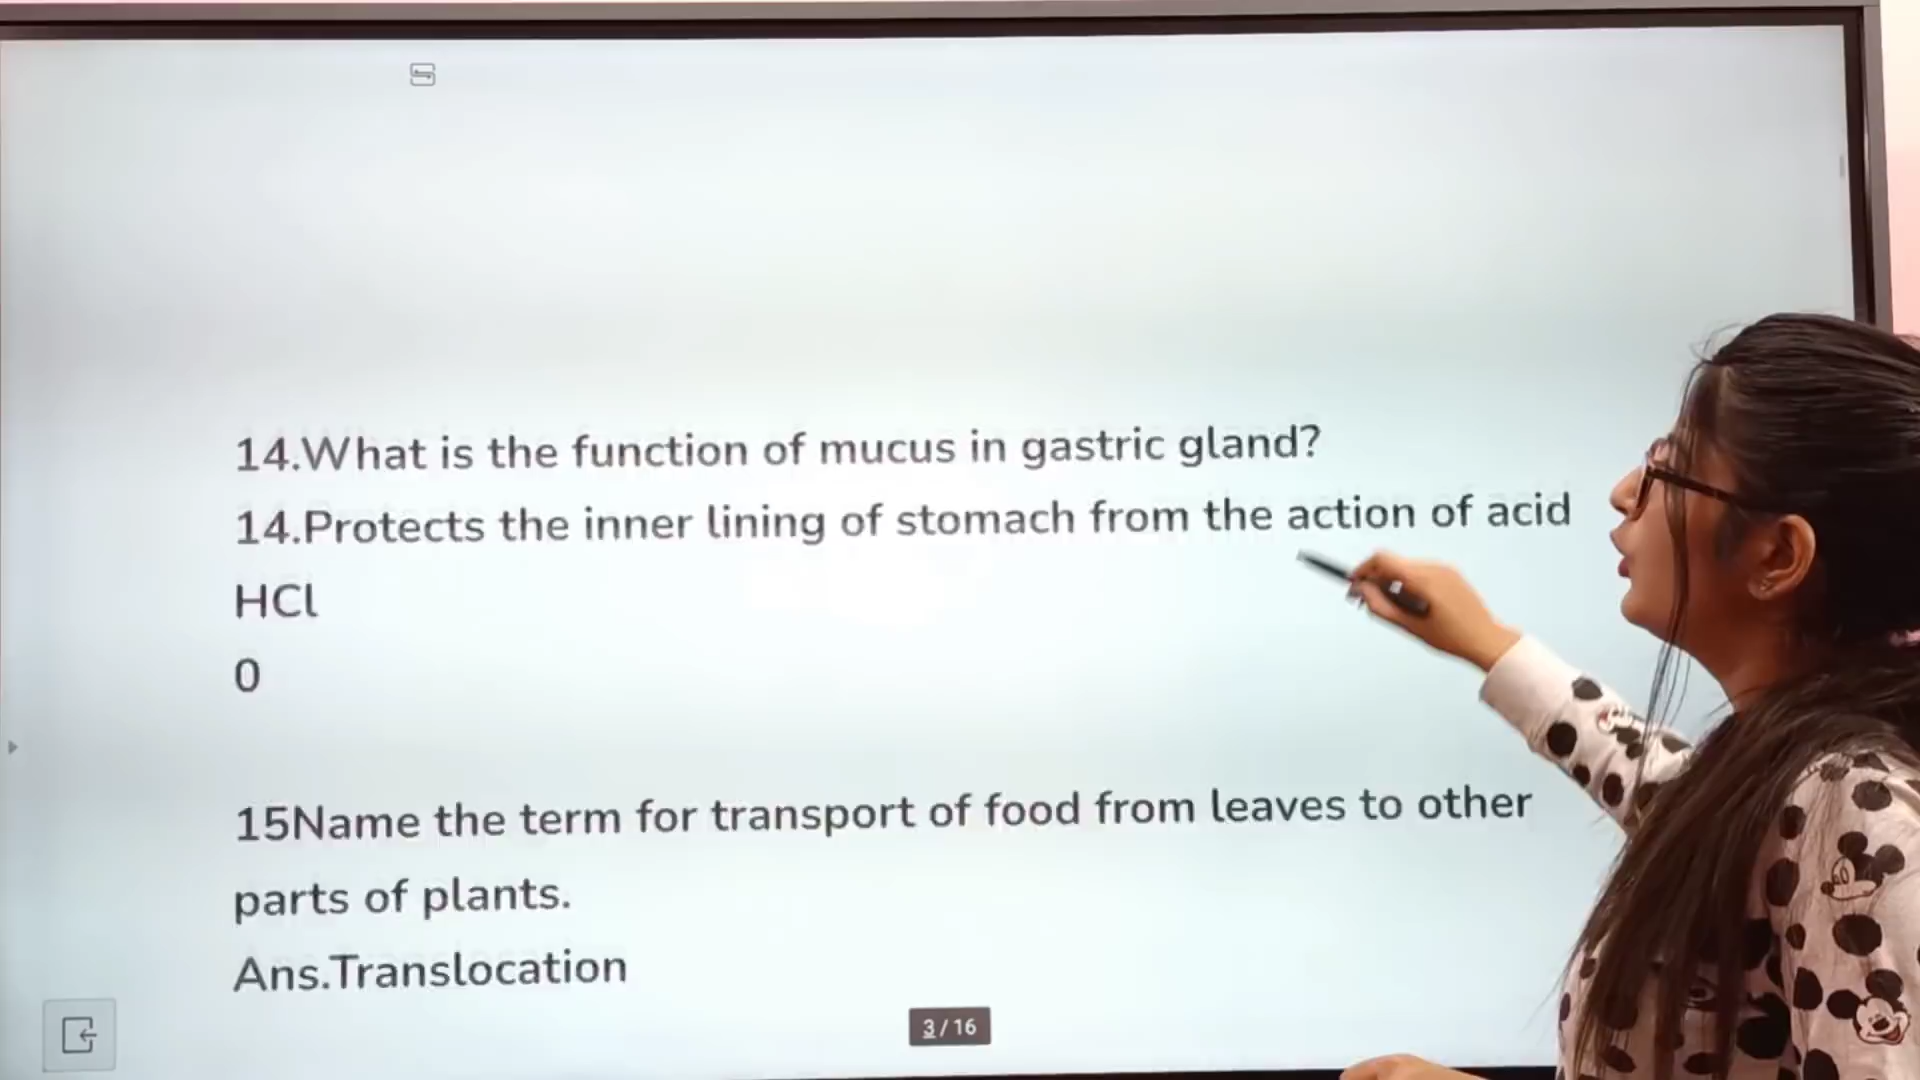 14.What is the function of mucus in gastric gland?
14.Protects the inner lining of stomach from the action of acid
HCl
0
15Name the term for transport of food from leaves to other
parts of plants.
Ans.Translocation
3/16